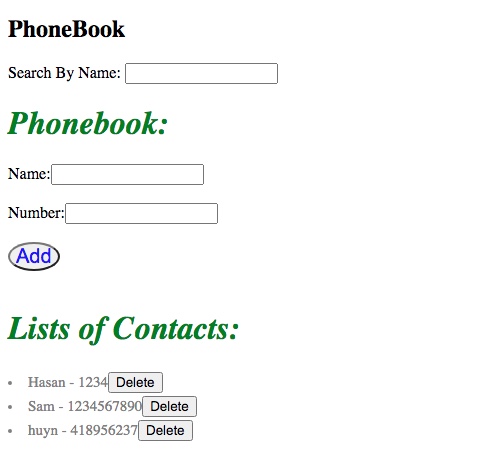 PhoneBook
Search By Name:
Phonebook:
Name:
Number:
Add
Lists of Contacts:
Hasan - 1234 Delete
Sam - 1234567890 Delete
huyn - 418956237 Delete